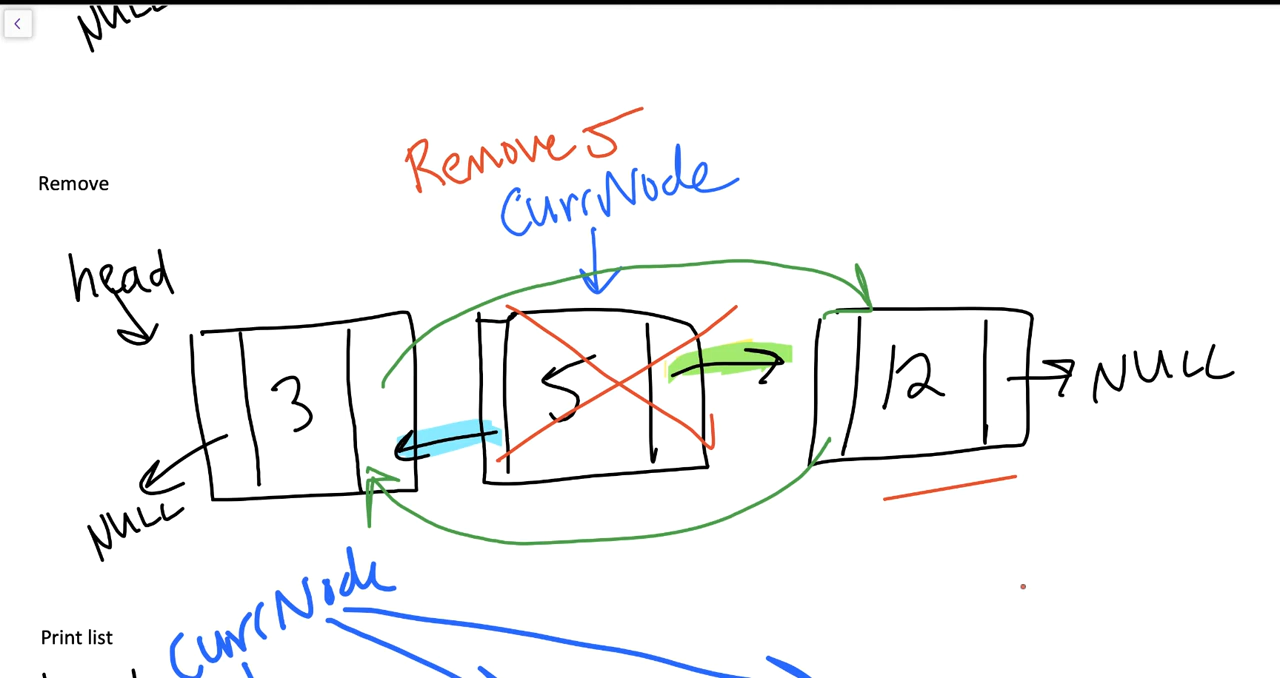 NULL
Remove 5
Remove
CurrNode
head
3
5
12
NULL
NULL
CurrNode
Print list